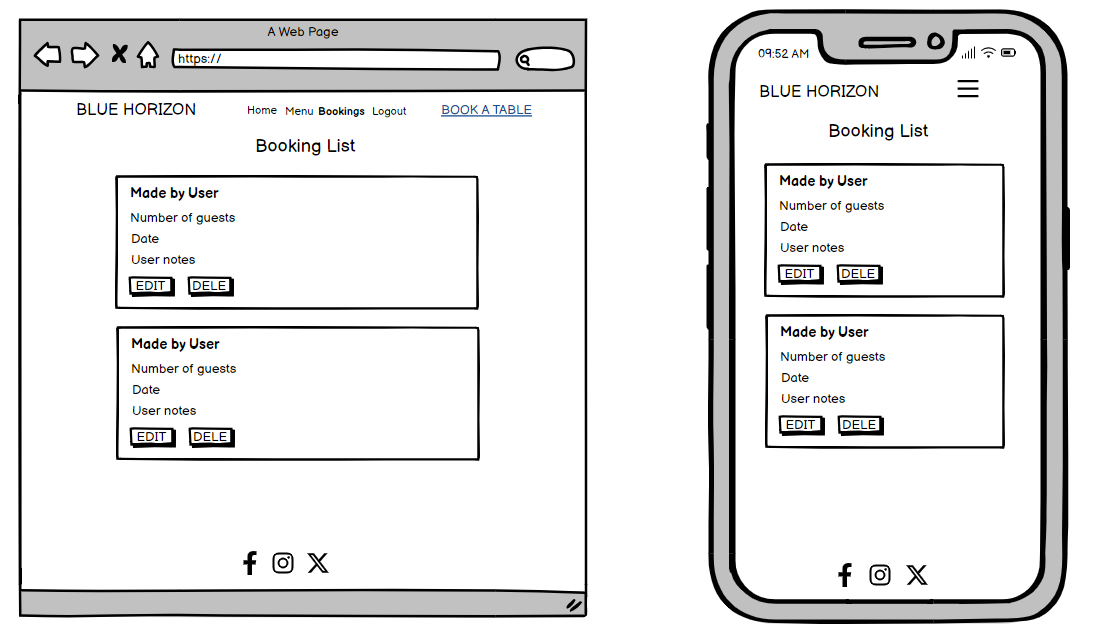 A Web Page
https://
BLUE HORIZON Home Menu Bookings Logout BOOK A TABLE
Booking List
Made by User
Number of guests
Date
User notes
EDIT DELE
Made by User
Number of guests
Date
User notes
EDIT DELE
09:52 AM
BLUE HORIZON
Booking List
Made by User
Number of guests
Date
User notes
EDIT DELE
Made by User
Number of guests
Date
User notes
EDIT DELE